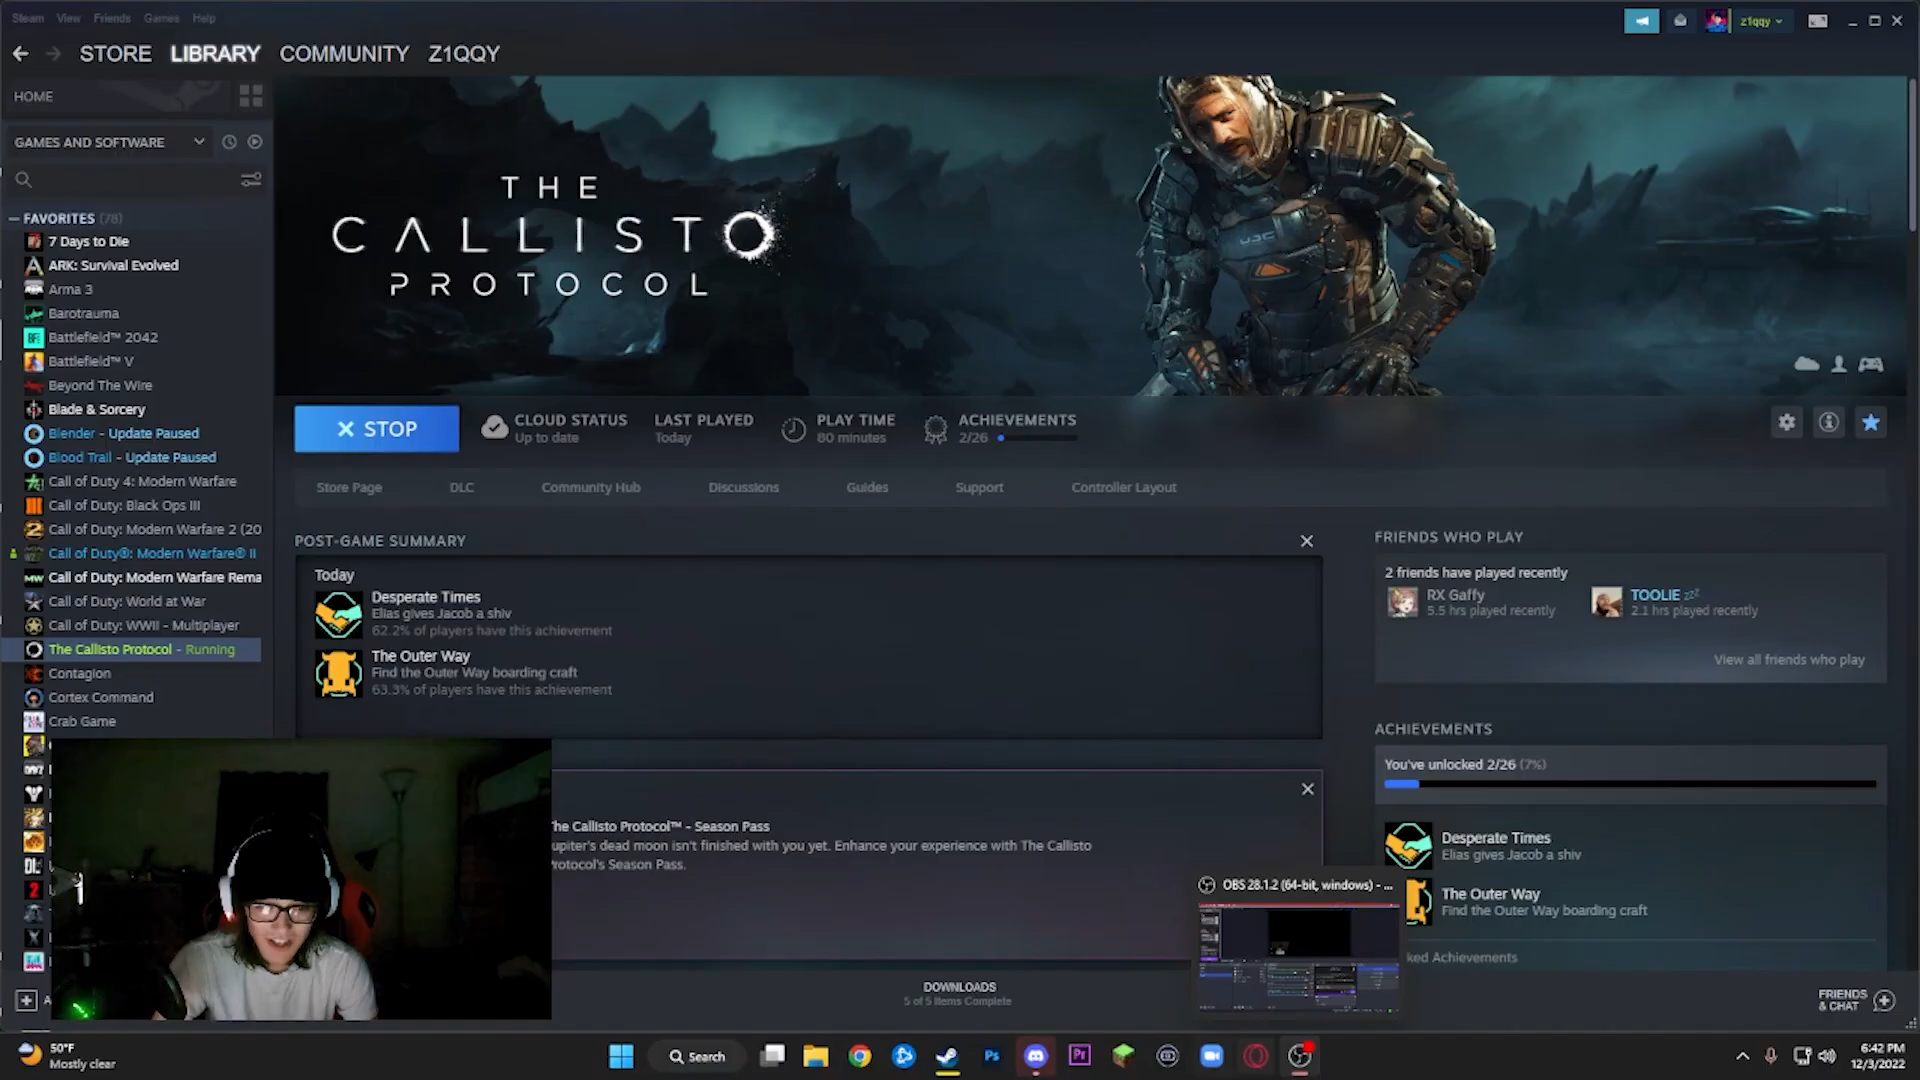 Steam View Friends Games Help
z1qqy
STORE LIBRARY COMMUNITY Z1QQY
HOME
GAMES AND SOFTWARE
FAVORITES (78)
7 Days to Die
ARK: Survival Evolved
Arma 3
Barotrauma
Battlefield™ 2042
Battlefield™ V
Beyond The Wire
Blade & Sorcery
Blender - Update Paused
Blood Trail - Update Paused
Call of Duty 4: Modern Warfare
Call of Duty: Black Ops III
Call of Duty: Modern Warfare 2 (20
Call of Duty®: Modern Warfare® II
Call of Duty: Modern Warfare Rema
Call of Duty: World at War
Call of Duty: WWII - Multiplayer
The Callisto Protocol - Running
Contagion
Cortex Command
Crab Game
THE
CALLISTO
PROTOCOL
UJC
STOP
CLOUD STATUS
Up to date
LAST PLAYED
Today
PLAY TIME
80 minutes
ACHIEVEMENTS
2/26
Store Page DLC Community Hub Discussions Guides Support Controller Layout
POST-GAME SUMMARY
Today
Desperate Times
Elias gives Jacob a shiv
62.2% of players have this achievement
The Outer Way
Find the Outer Way boarding craft
63.3% of players have this achievement
The Callisto Protocol™ - Season Pass
upiter's dead moon isn't finished with you yet. Enhance your experience with The Callisto
rotocol's Season Pass.
FRIENDS WHO PLAY
2 friends have played recently
RX Gaffy
5.5 hrs played recently
TOOLIE zzz
2.1 hrs played recently
View all friends who play
ACHIEVEMENTS
You've unlocked 2/26 (7%)
Desperate Times
Elias gives Jacob a shiv
The Outer Way
Find the Outer Way boarding craft
ked Achievements
OBS 28.1.2 (64-bit, windows) - ...
DOWNLOADS
5 of 5 Items Complete
FRIENDS
& CHAT
50°F
Mostly clear
Search
Ps
Pr
6:42 PM
12/3/2022